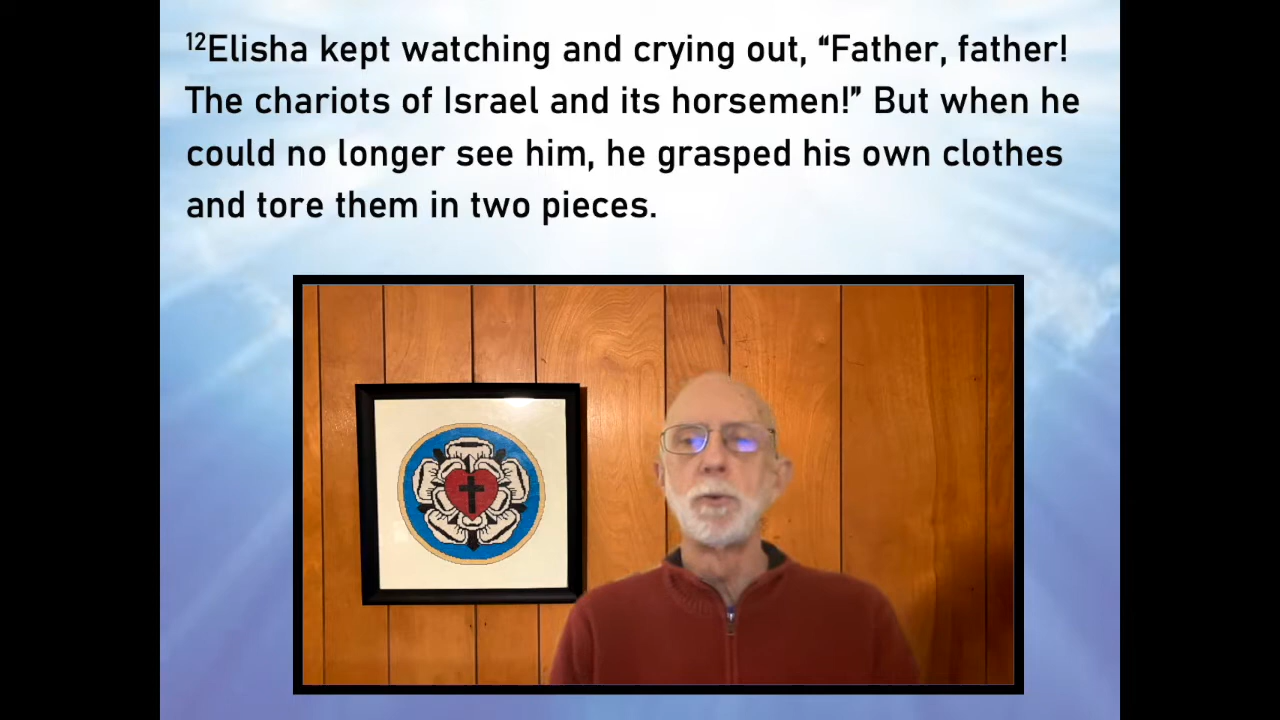 ¹²Elisha kept watching and crying out, “Father, father!
The chariots of Israel and its horsemen!” But when he
could no longer see him, he grasped his own clothes
and tore them in two pieces.